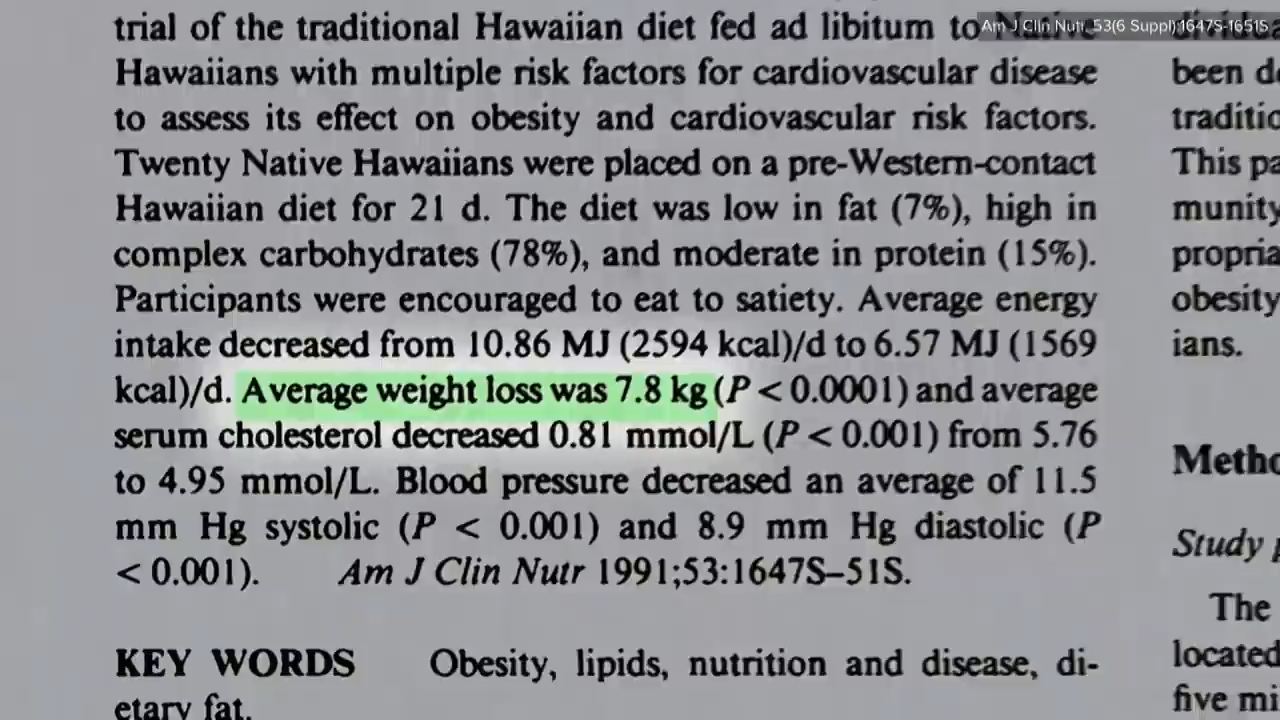 Am J Clin Nutr. 53(6 Suppl):1647S-1651S
trial of the traditional Hawaiian diet fed ad libitum to Native
Hawaiians with multiple risk factors for cardiovascular disease
to assess its effect on obesity and cardiovascular risk factors.
Twenty Native Hawaiians were placed on a pre-Western-contact
Hawaiian diet for 21 d. The diet was low in fat (7%), high in
complex carbohydrates (78%), and moderate in protein (15%).
Participants were encouraged to eat to satiety. Average energy
intake decreased from 10.86 MJ (2594 kcal)/d to 6.57 MJ (1569
kcal)/d. Average weight loss was 7.8 kg (P < 0.0001) and average
serum cholesterol decreased 0.81 mmol/L (P < 0.001) from 5.76
to 4.95 mmol/L. Blood pressure decreased an average of 11.5
mm Hg systolic (P < 0.001) and 8.9 mm Hg diastolic (P
< 0.001). Am J Clin Nutr 1991;53:1647S–51S.
KEY WORDS Obesity, lipids, nutrition and disease, di-
etary fat.
been d
traditio
This pa
munity
propria
obesity
ians.
Metho
Study p
The
located
five mi